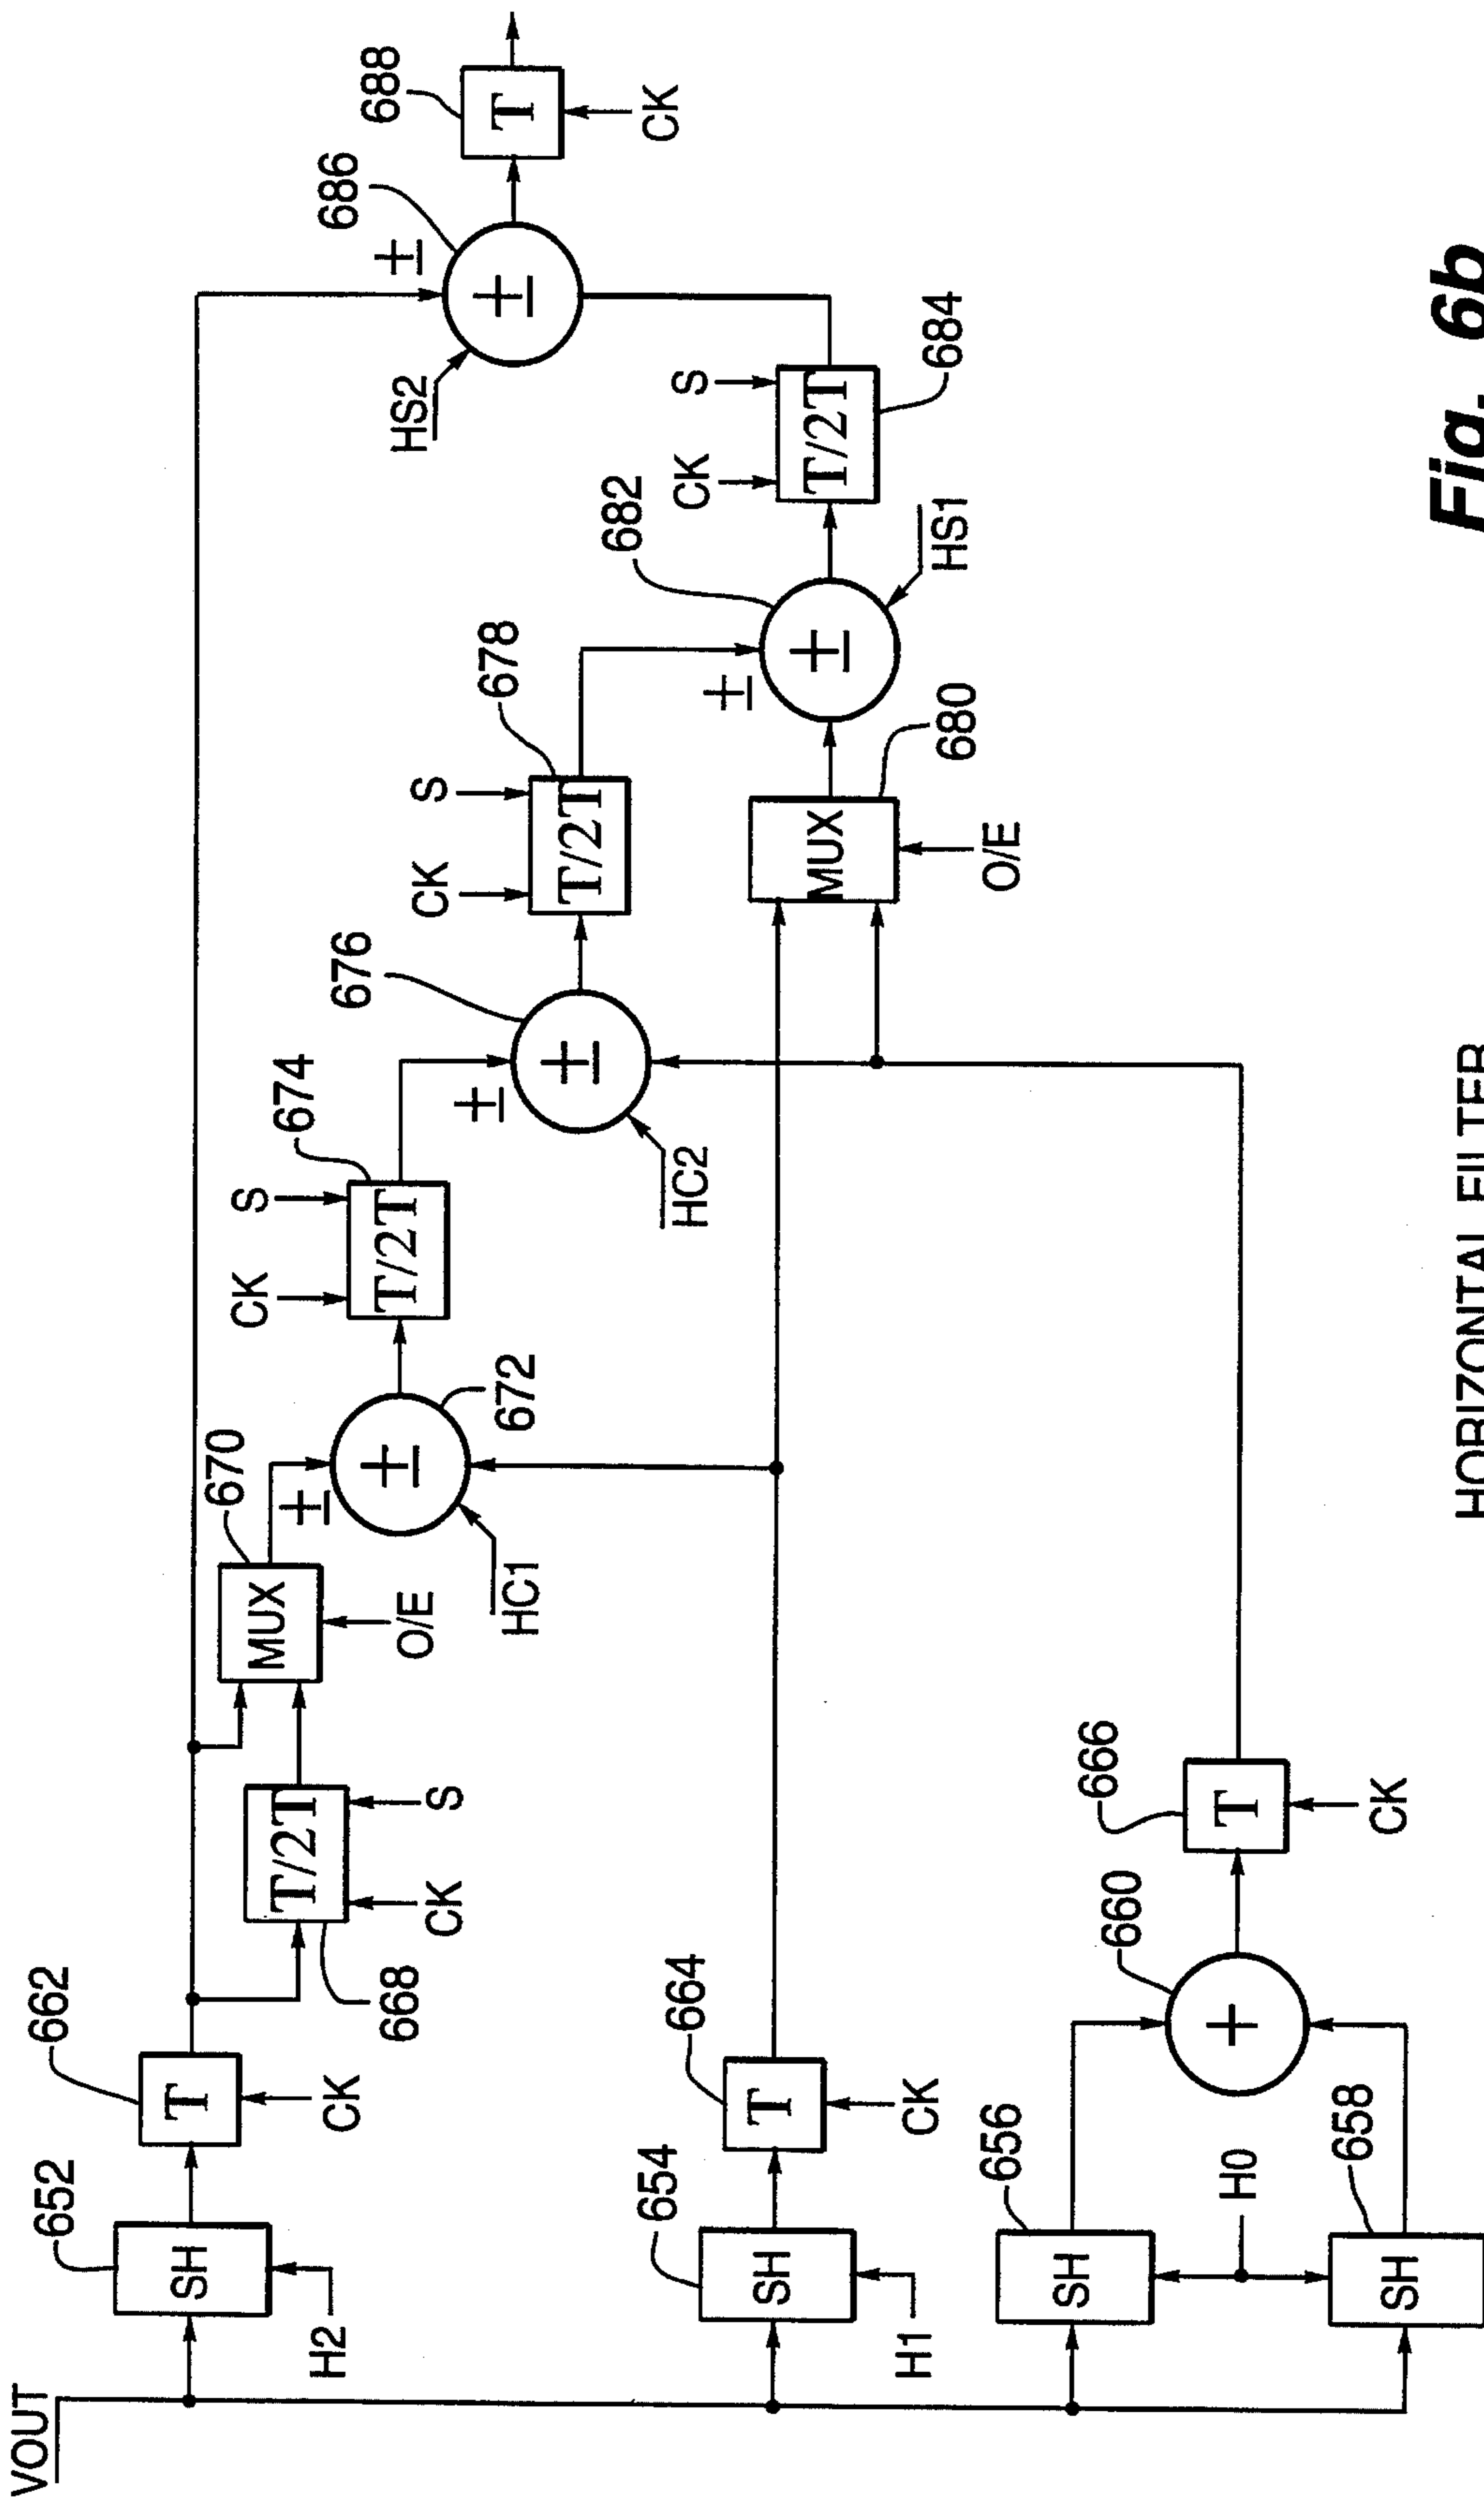 VOUT
SH
652
H2
T
662
CK
T/2T
668
CK
S
MUX
670
O/E
±
±
672
HC1
T/2T
674
CK
S
±
±
676
HC2
T/2T
678
CK
S
MUX
680
O/E
±
±
682
HS1
T/2T
684
CK
S
±
±
686
HS2
T
688
CK
SH
654
H1
T
664
CK
SH
656
H0
SH
658
+
660
T
666
CK
HORIZONTAL FILTER
Fig. 6b